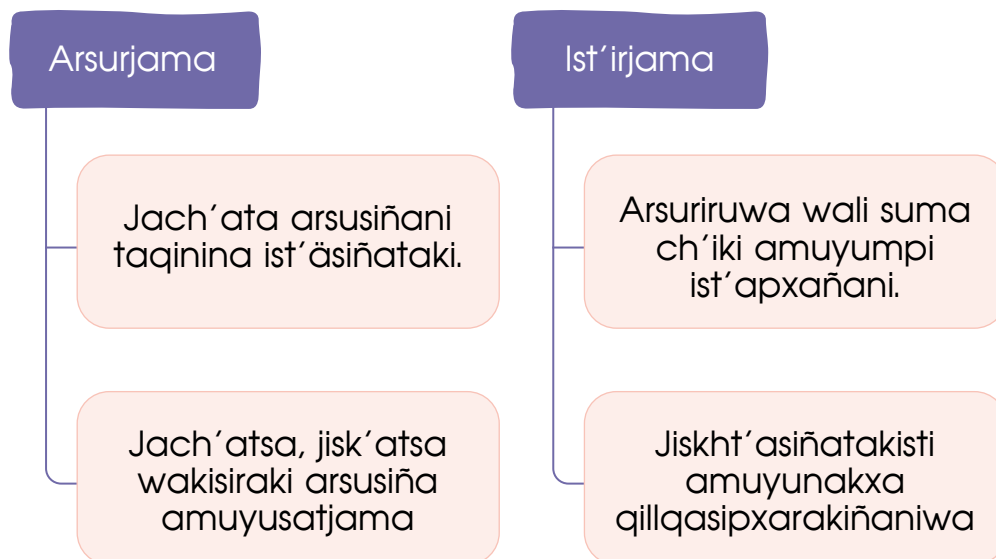 Arsurjama
Jach´ata arsusiñani
taqinina ist´äsiñataki.
Jach´atsa, jisk´atsa
wakisiraki arsusiña
amuyusatjama
Ist´irjama
Arsuriruwa wali suma
ch´iki amuyumpi
ist´apxañani.
Jiskht´asiñatakisti
amuyunakxa
qillqasipxarakiñaniwa